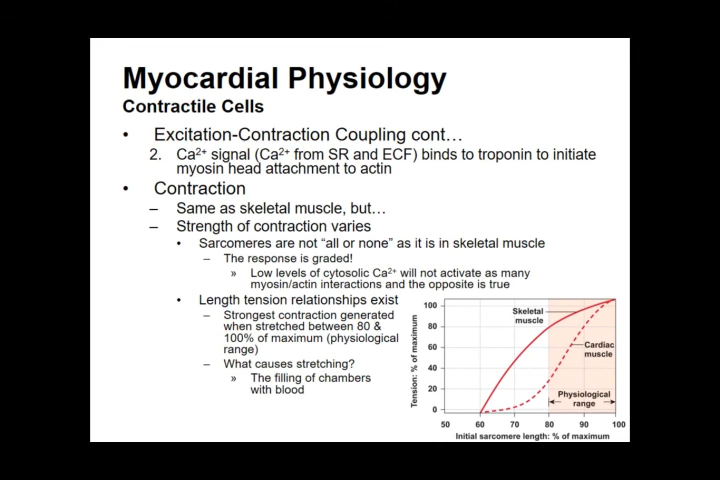 Myocardial Physiology
Contractile Cells
• Excitation-Contraction Coupling cont…
2. Ca2+ signal (Ca2+ from SR and ECF) binds to troponin to initiate
myosin head attachment to actin
• Contraction
– Same as skeletal muscle, but…
– Strength of contraction varies
• Sarcomeres are not “all or none” as it is in skeletal muscle
– The response is graded!
» Low levels of cytosolic Ca2+ will not activate as many
myosin/actin interactions and the opposite is true
• Length tension relationships exist
– Strongest contraction generated
when stretched between 80 &
100% of maximum (physiological
range)
– What causes stretching?
» The filling of chambers
with blood
Tension: % of maximum
100
80
60
40
20
0
Skeletal
muscle
Cardiac
muscle
Physiological
range
50 60 70 80 90 100
Initial sarcomere length: % of maximum